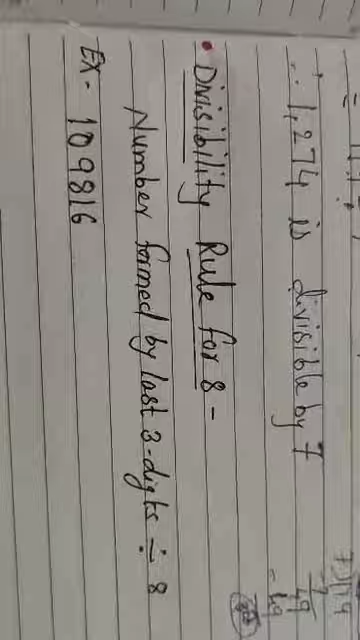 ∴ 1,274 is divisible by 7
• Divisibility Rule for 8 -
Number formed by last 3-digits ÷ 8
EX - 109816